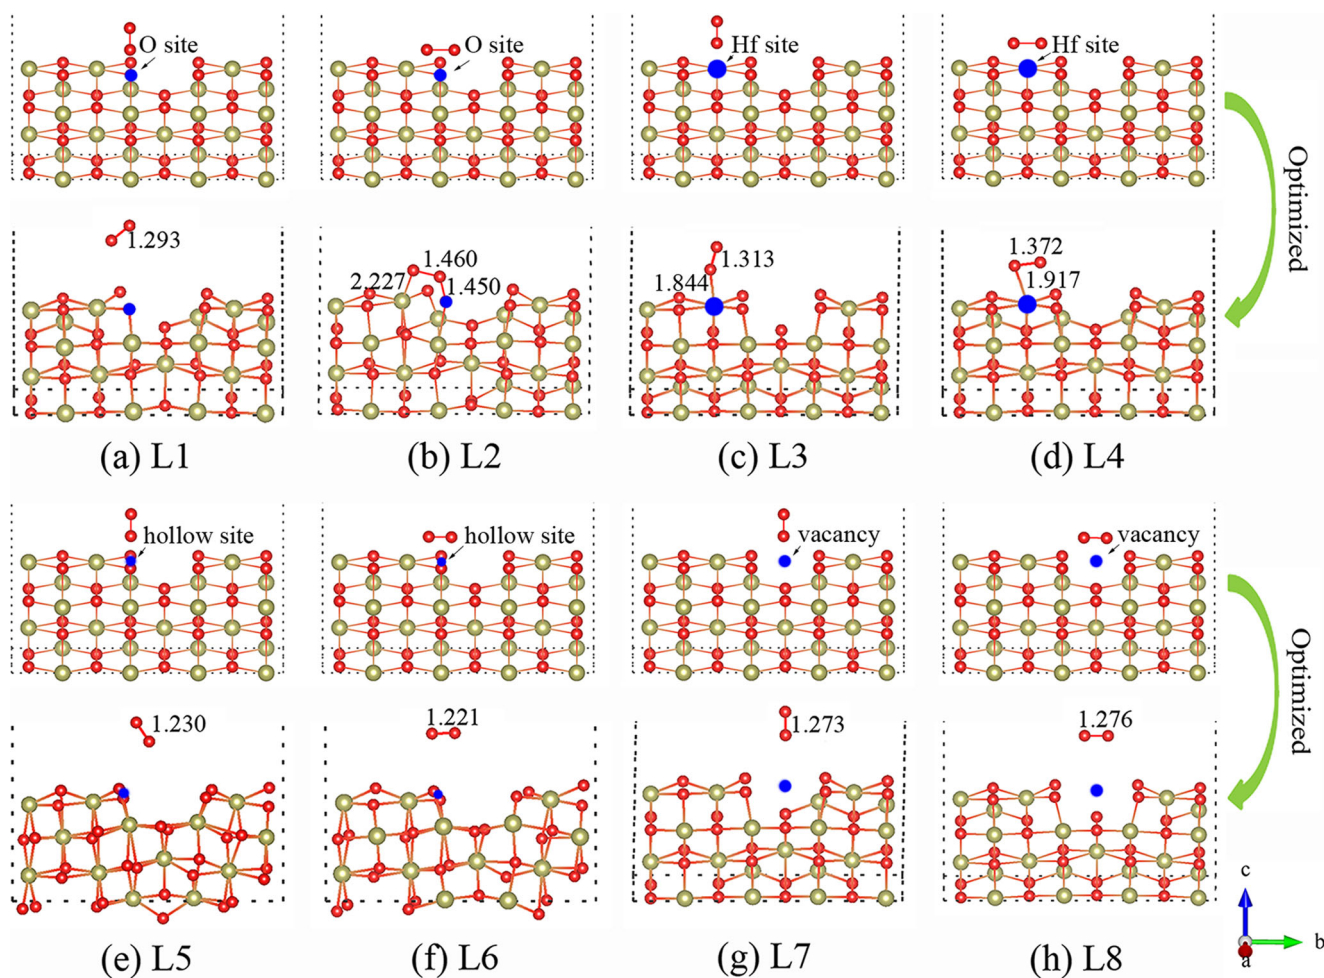 O site
O site
Hf site
Hf site
Optimized
1.293
2.227
1.460
1.450
1.844
1.313
1.372
1.917
(a) L1
(b) L2
(c) L3
(d) L4
hollow site
hollow site
vacancy
vacancy
Optimized
1.230
1.221
1.273
1.276
(e) L5
(f) L6
(g) L7
(h) L8
c
b
a